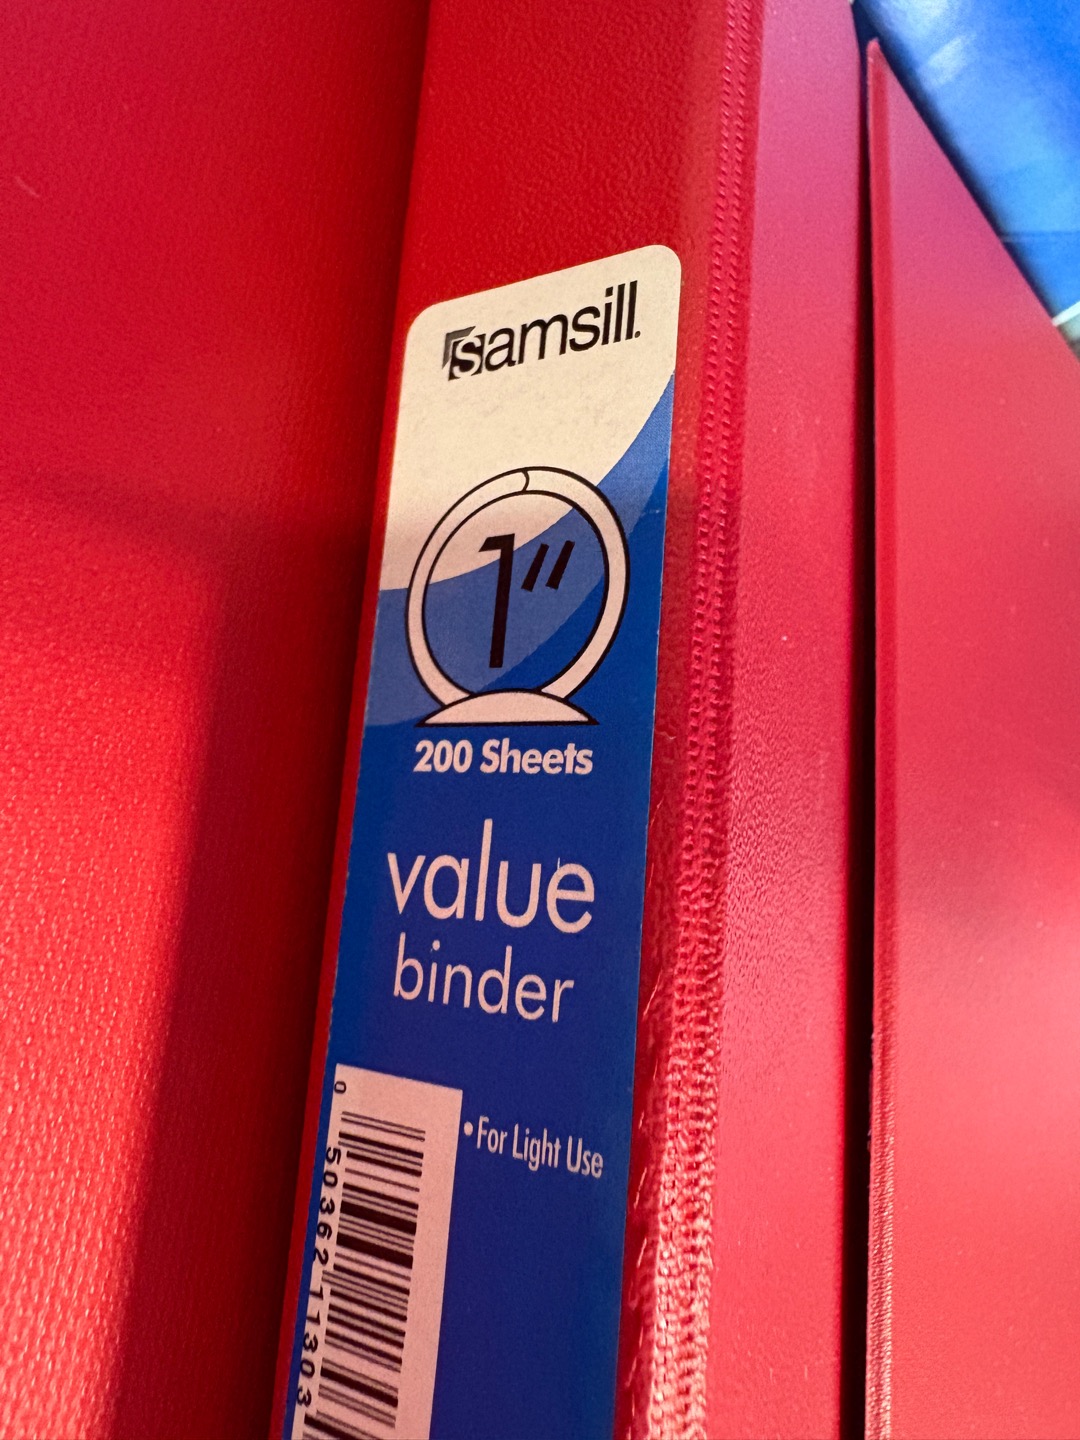 samsill.
1"
200 Sheets
value
binder
• For Light Use
0 50362 11303